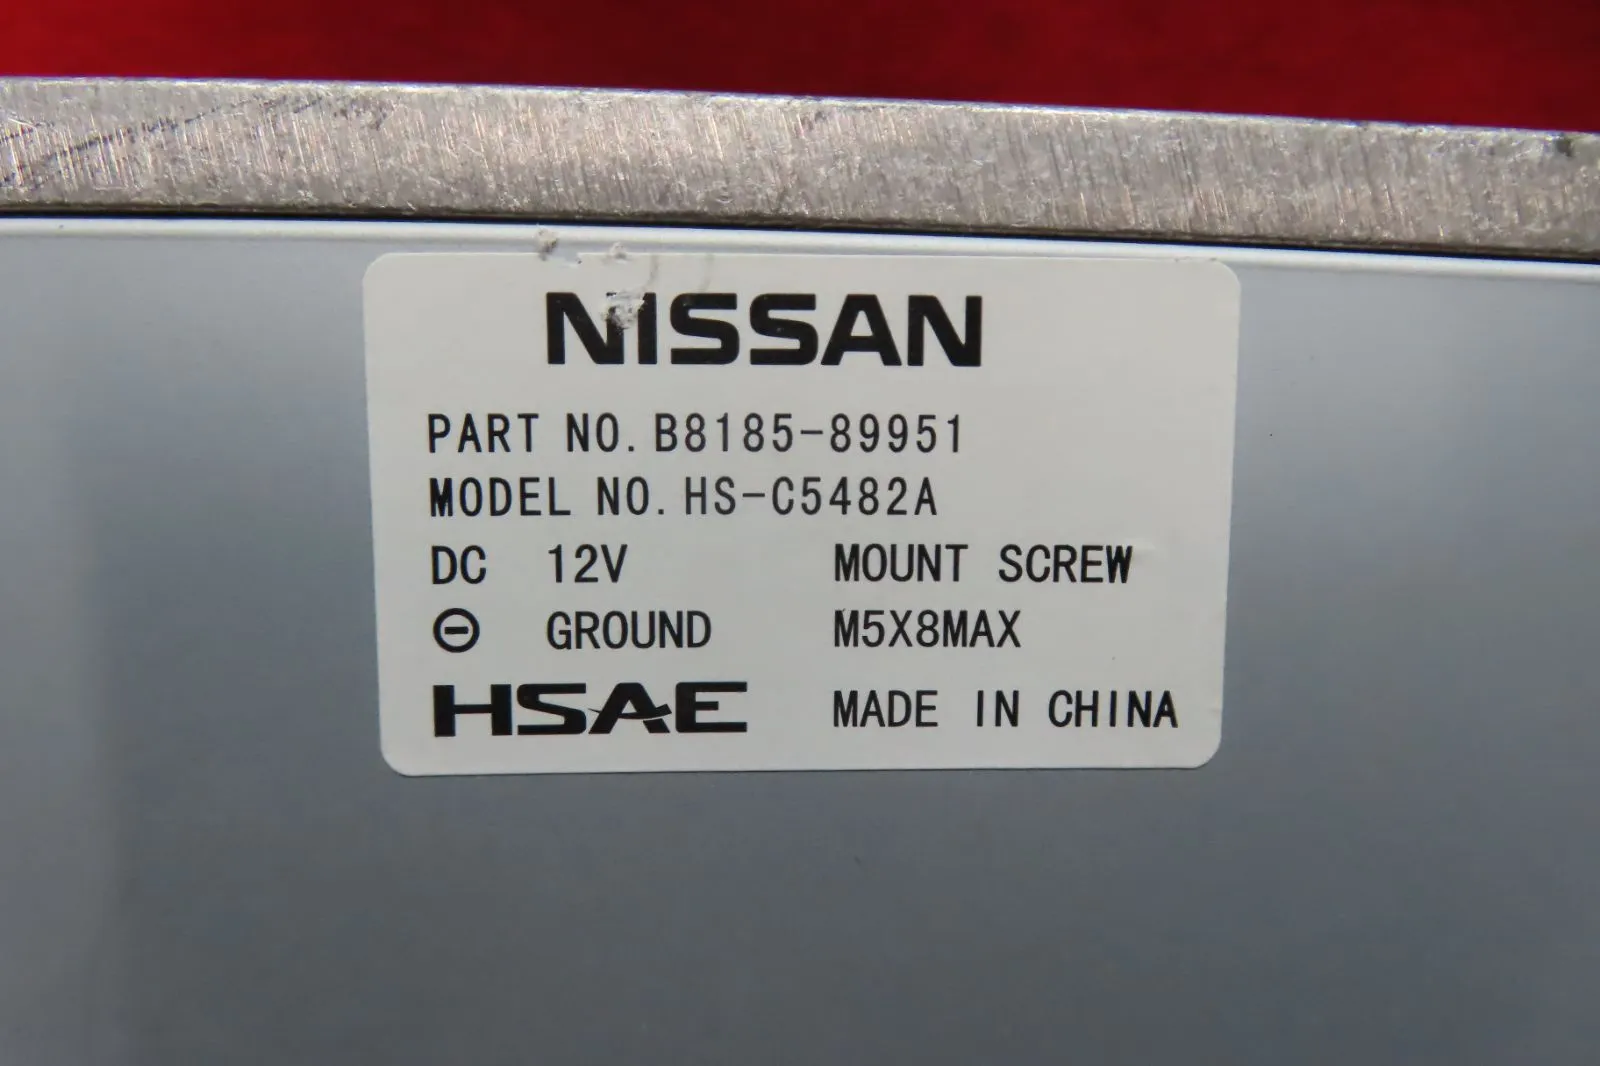 NISSAN
PART NO. B8185-89951
MODEL NO. HS-C5482A
DC 12V MOUNT SCREW
⊖ GROUND M5X8MAX
HSAE MADE IN CHINA